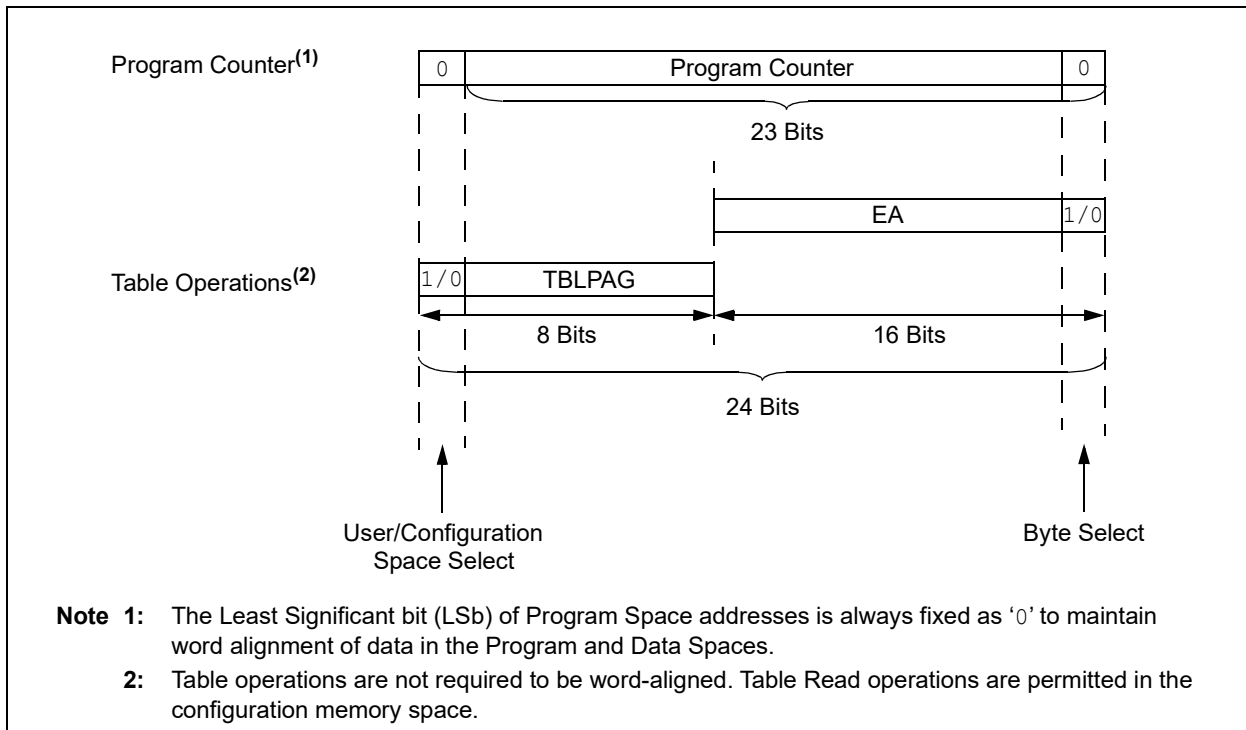 Program Counter(1)
0 Program Counter 0
23 Bits
EA 1/0
Table Operations(2)
1/0 TBLPAG
8 Bits 16 Bits
24 Bits
User/Configuration
Space Select
Byte Select
Note 1: The Least Significant bit (LSb) of Program Space addresses is always fixed as ‘0’ to maintain
word alignment of data in the Program and Data Spaces.
2: Table operations are not required to be word-aligned. Table Read operations are permitted in the
configuration memory space.